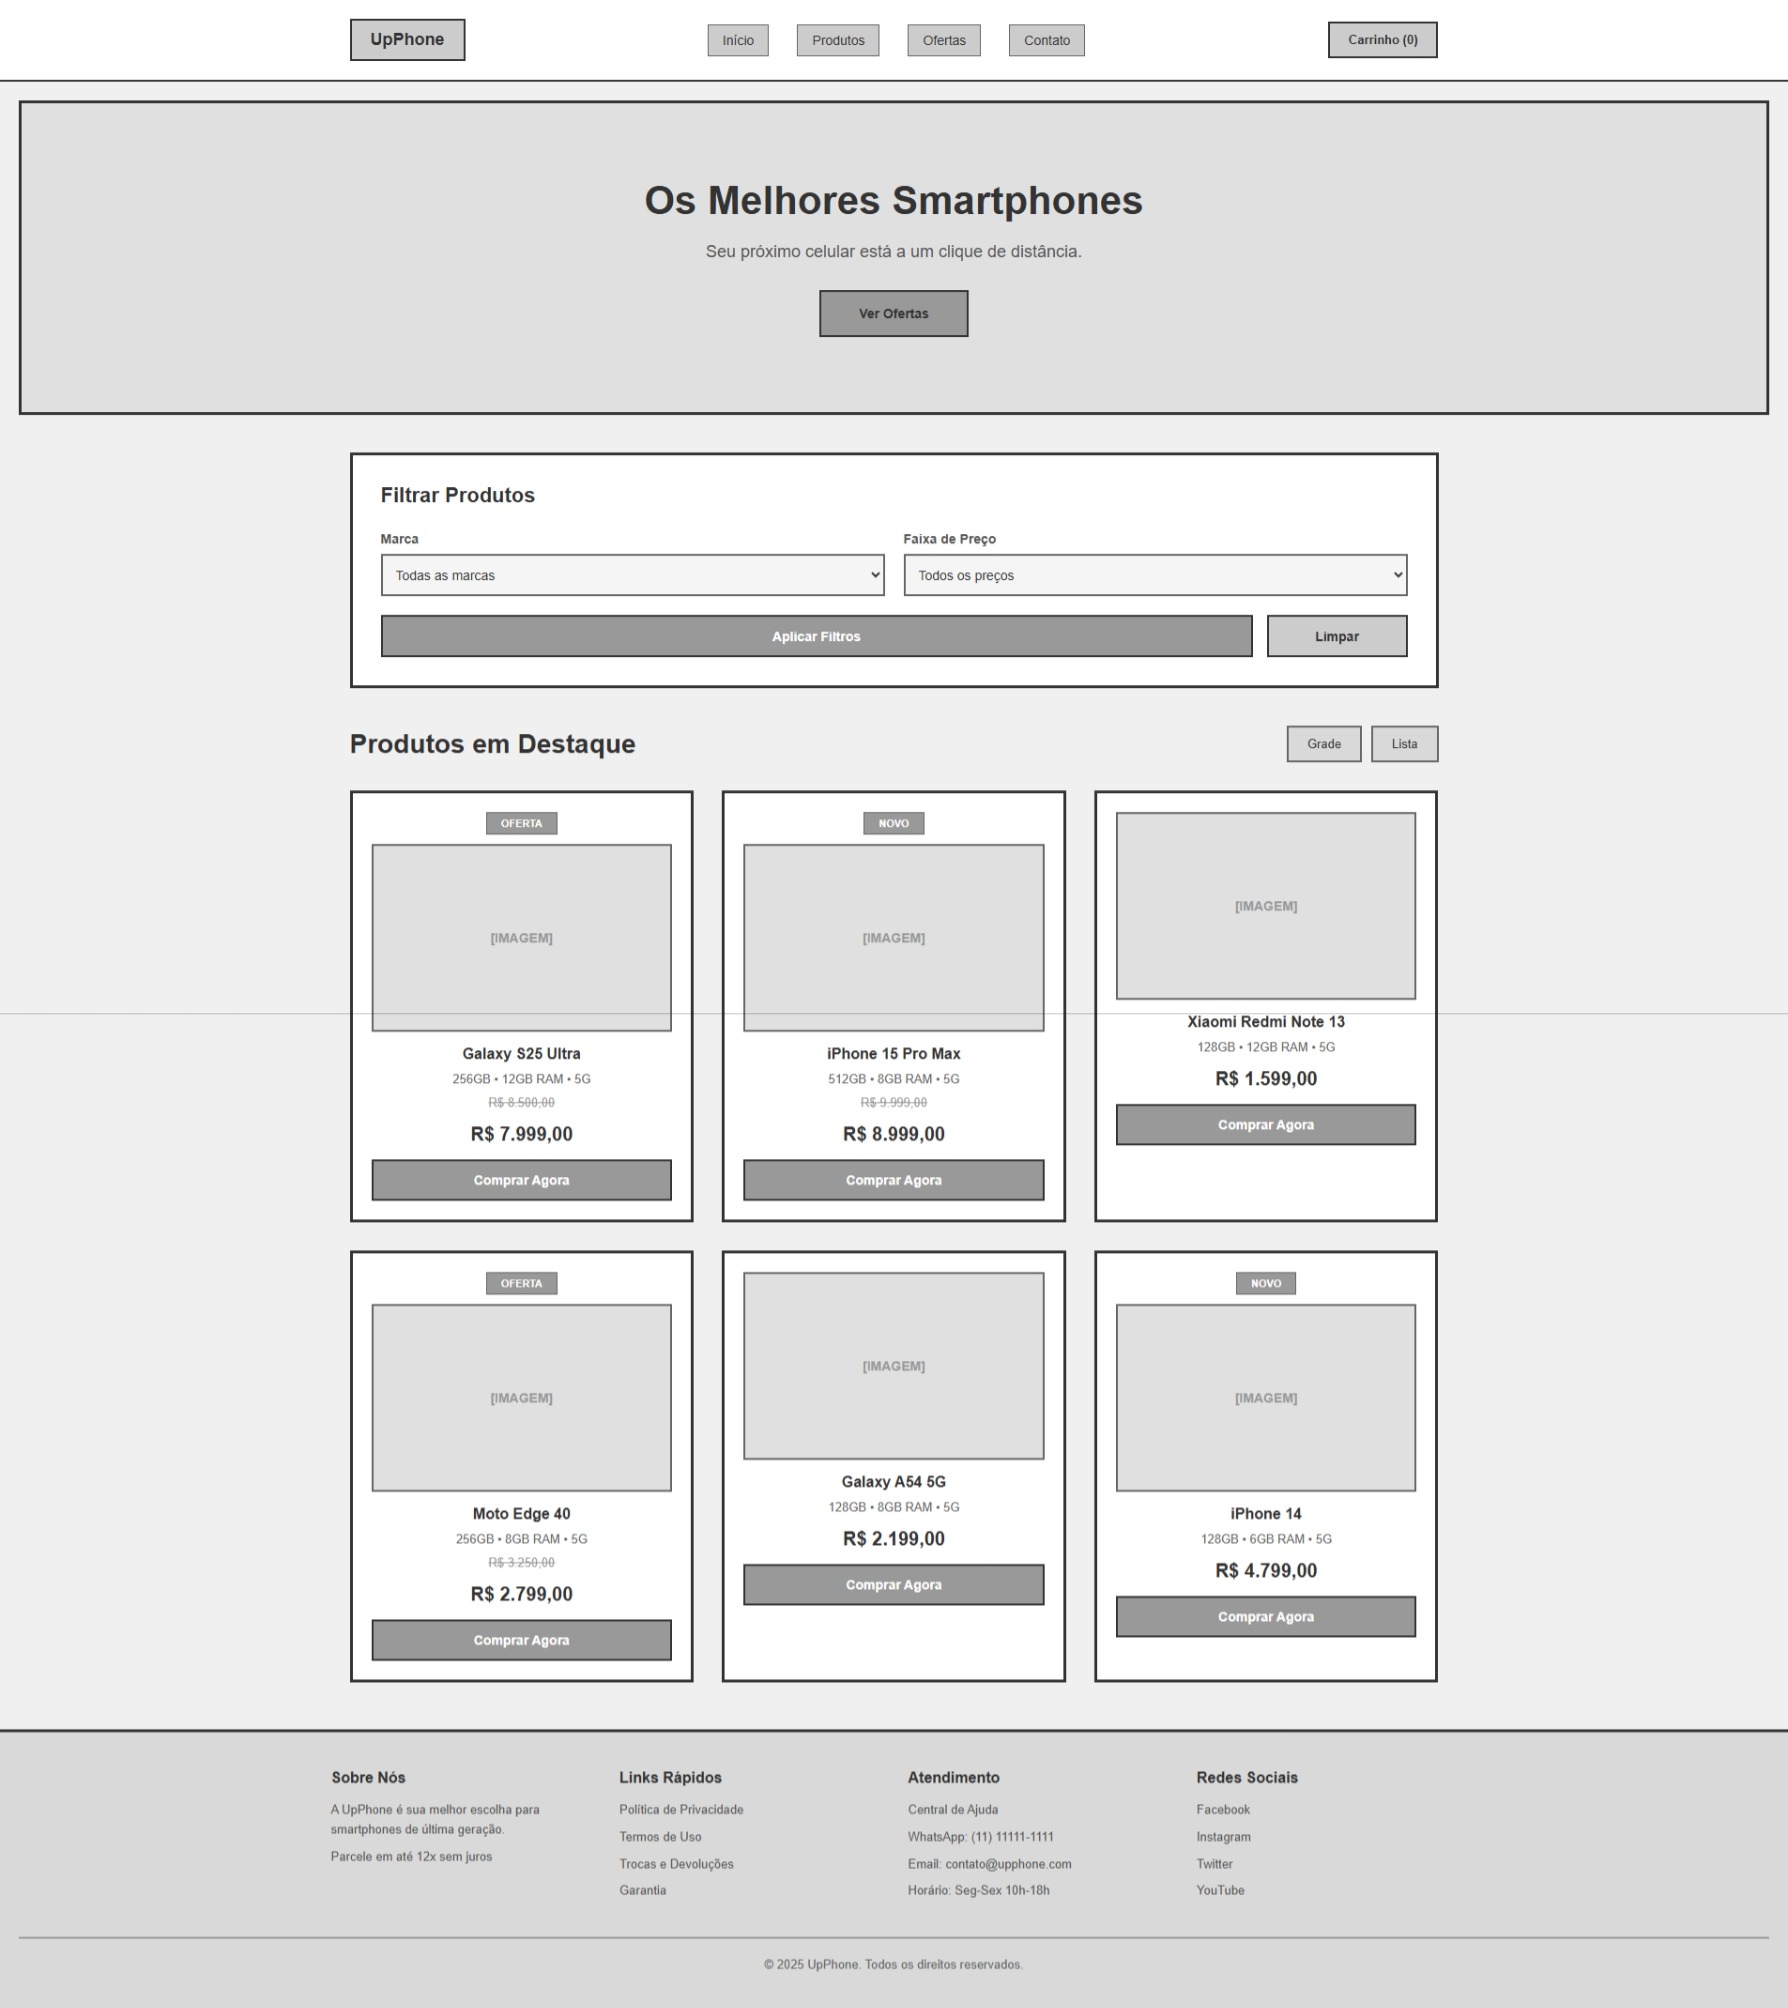 UpPhone
Início
Produtos
Ofertas
Contato
Carrinho (0)
Os Melhores Smartphones
Seu próximo celular está a um clique de distância.
Ver Ofertas
Filtrar Produtos
Marca
Faixa de Preço
Todas as marcas
Todos os preços
Aplicar Filtros
Limpar
Produtos em Destaque
Grade
Lista
OFERTA
[IMAGEM]
Galaxy S25 Ultra
256GB • 12GB RAM • 5G
R$ 8.500,00
R$ 7.999,00
Comprar Agora
NOVO
[IMAGEM]
iPhone 15 Pro Max
512GB • 8GB RAM • 5G
R$ 9.999,00
R$ 8.999,00
Comprar Agora
[IMAGEM]
Xiaomi Redmi Note 13
128GB • 12GB RAM • 5G
R$ 1.599,00
Comprar Agora
OFERTA
[IMAGEM]
Moto Edge 40
256GB • 8GB RAM • 5G
R$ 3.250,00
R$ 2.799,00
Comprar Agora
[IMAGEM]
Galaxy A54 5G
128GB • 8GB RAM • 5G
R$ 2.199,00
Comprar Agora
NOVO
[IMAGEM]
iPhone 14
128GB • 6GB RAM • 5G
R$ 4.799,00
Comprar Agora
Sobre Nós
A UpPhone é sua melhor escolha para
smartphones de última geração.
Parcele em até 12x sem juros
Links Rápidos
Política de Privacidade
Termos de Uso
Trocas e Devoluções
Garantia
Atendimento
Central de Ajuda
WhatsApp: (11) 11111-1111
Email: contato@upphone.com
Horário: Seg-Sex 10h-18h
Redes Sociais
Facebook
Instagram
Twitter
YouTube
© 2025 UpPhone. Todos os direitos reservados.